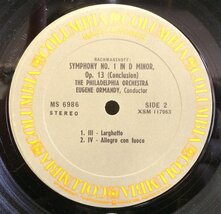 RACHMANINOFF:
SYMPHONY NO. 1 IN D MINOR,
Op. 13 (Conclusion)
THE PHILADELPHIA ORCHESTRA
EUGENE ORMANDY, Conductor
MS 6986
SIDE 2
STEREO
XSM 117063
1. III - Larghetto
2. IV - Allegro con fuoco
COLUMBIA